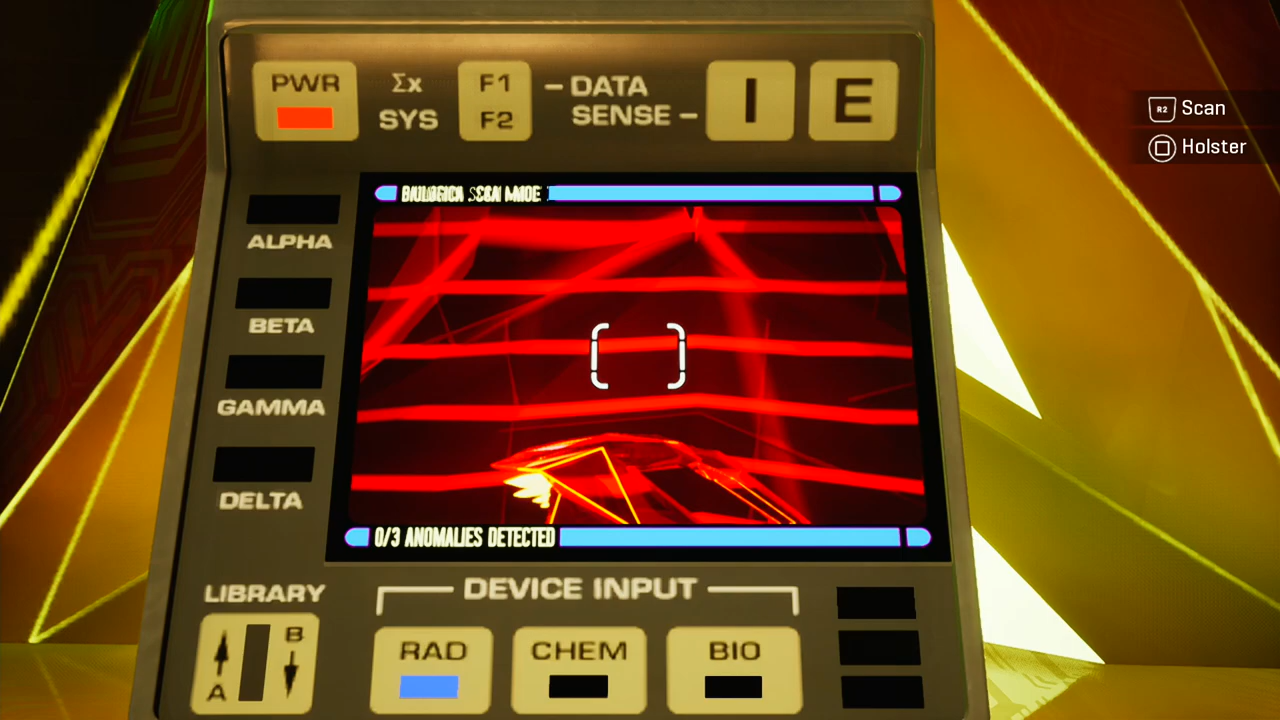 PWR
Σx
SYS
F1
F2
DATA
SENSE
I
E
R2 Scan
Holster
ALPHA
BETA
GAMMA
DELTA
0/3 ANOMALIES DETECTED
LIBRARY
A
B
DEVICE INPUT
RAD
CHEM
BIO